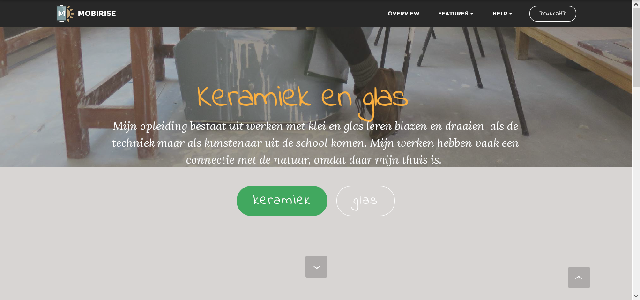 MOBIRISE
OVERVIEW FEATURES HELP
Keramiek en glas
Mijn opleiding bestaat uit werken met klei en glas leren blazen en draaien als de
techniek maar als kunstenaar uit de school komen. Mijn werken hebben vaak een
connectie met de natuur, omdat daar mijn thuis is.
keramiek glas